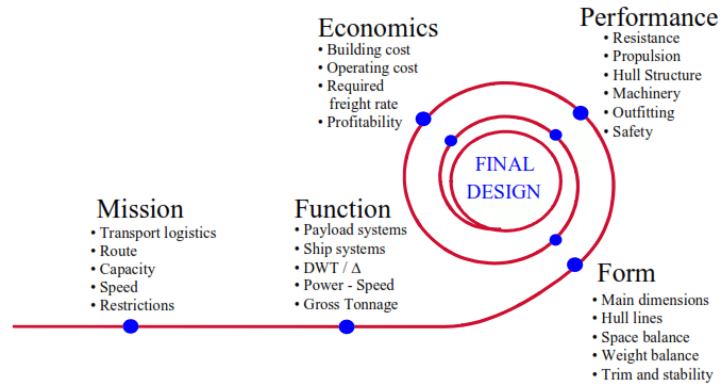 Economics
• Building cost
• Operating cost
• Required
freight rate
• Profitability
Performance
• Resistance
• Propulsion
• Hull Structure
• Machinery
• Outfitting
• Safety
FINAL
DESIGN
Mission
• Transport logistics
• Route
• Capacity
• Speed
• Restrictions
Function
• Payload systems
• Ship systems
• DWT / Δ
• Power - Speed
• Gross Tonnage
Form
• Main dimensions
• Hull lines
• Space balance
• Weight balance
• Trim and stability